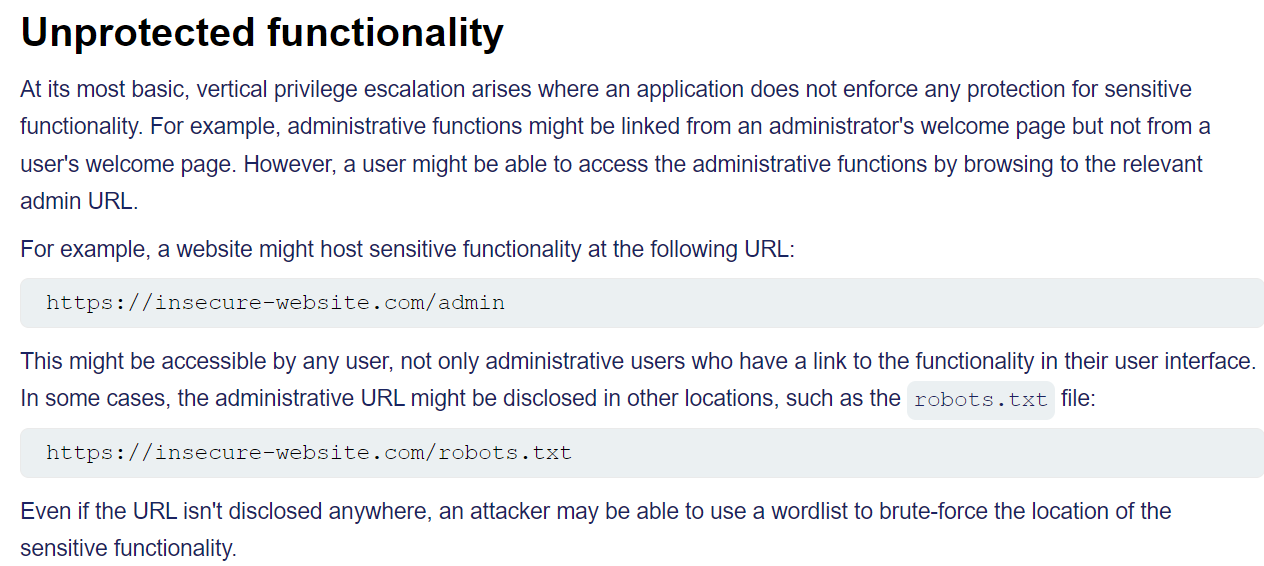 Unprotected functionality
At its most basic, vertical privilege escalation arises where an application does not enforce any protection for sensitive
functionality. For example, administrative functions might be linked from an administrator's welcome page but not from a
user's welcome page. However, a user might be able to access the administrative functions by browsing to the relevant
admin URL.
For example, a website might host sensitive functionality at the following URL:
https://insecure-website.com/admin
This might be accessible by any user, not only administrative users who have a link to the functionality in their user interface.
In some cases, the administrative URL might be disclosed in other locations, such as the robots.txt file:
https://insecure-website.com/robots.txt
Even if the URL isn't disclosed anywhere, an attacker may be able to use a wordlist to brute-force the location of the
sensitive functionality.